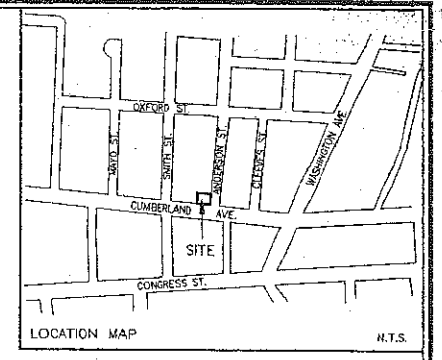 OXFORD ST.
MAYO ST.
SMITH ST.
ANDERSON ST.
CLEEVES ST.
WASHINGTON AVE
CUMBERLAND AVE.
SITE
CONGRESS ST.
LOCATION MAP
N.T.S.